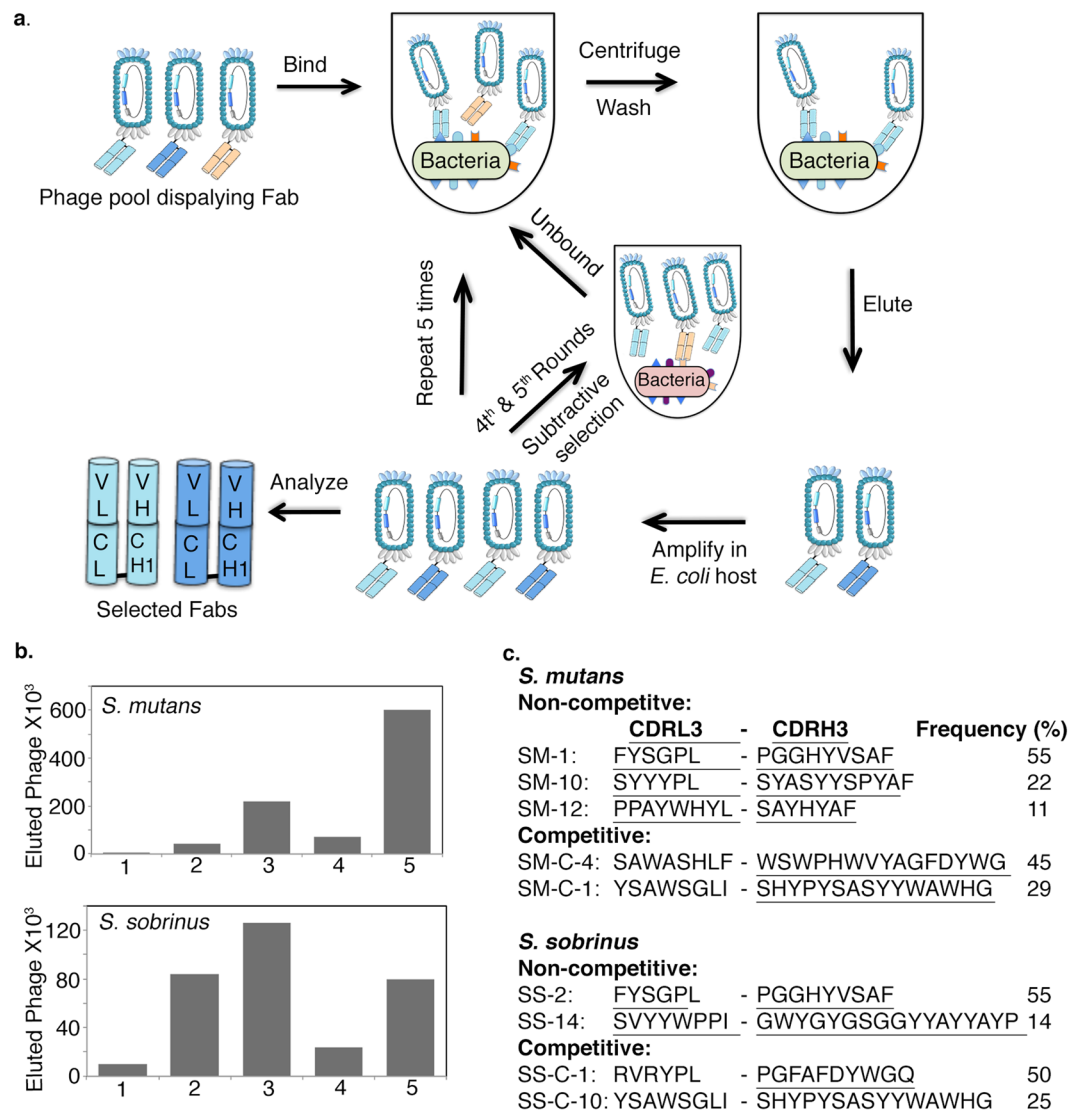 a.
Bind
Centrifuge
Wash
Bacteria
Bacteria
Phage pool dispalying Fab
Unbound
Repeat 5 times
4th & 5th Rounds
Subtractive
selection
Bacteria
Elute
V V V V
L H L H
C C C C
L H1 L H1
Analyze
Amplify in
E. coli host
Selected Fabs
b.
Eluted Phage X10³
S. mutans
600
400
200
0
1 2 3 4 5
Eluted Phage X10³
S. sobrinus
120
80
40
0
1 2 3 4 5
c.
S. mutans
Non-competitve:
CDRL3 - CDRH3 Frequency (%)
SM-1: FYSGPL - PGGHYVSAF 55
SM-10: SYYYPL - SYASYYSPYAF 22
SM-12: PPAYWHYL - SAYHYAF 11
Competitive:
SM-C-4: SAWASHLF - WSWPHWVYAGFDYWG 45
SM-C-1: YSAWSGLI - SHYPYSASYYWAWHG 29
S. sobrinus
Non-competitive:
SS-2: FYSGPL - PGGHYVSAF 55
SS-14: SVYYWPPI - GWYGYGSGGYYAYYAYP 14
Competitive:
SS-C-1: RVRYPL - PGFAFDYWGQ 50
SS-C-10: YSAWSGLI - SHYPYSASYYWAWHG 25